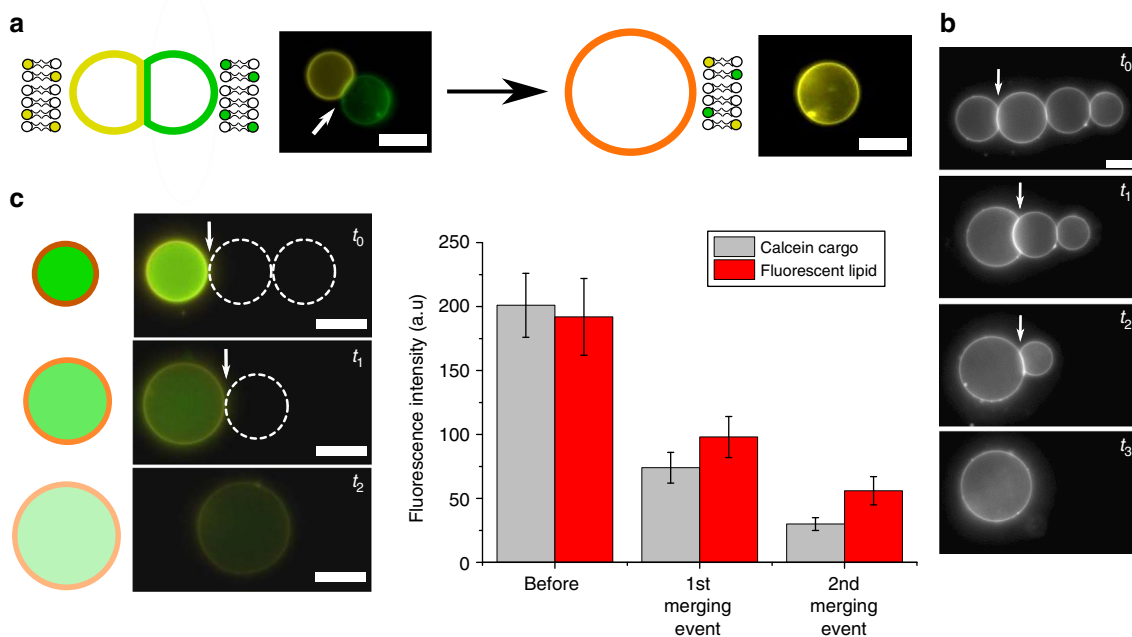 a
b
t0
t1
t2
t3
c
t0
t1
t2
Fluorescence intensity (a.u)
250
200
150
100
50
0
Calcein cargo
Fluorescent lipid
Before
1st
merging
event
2nd
merging
event